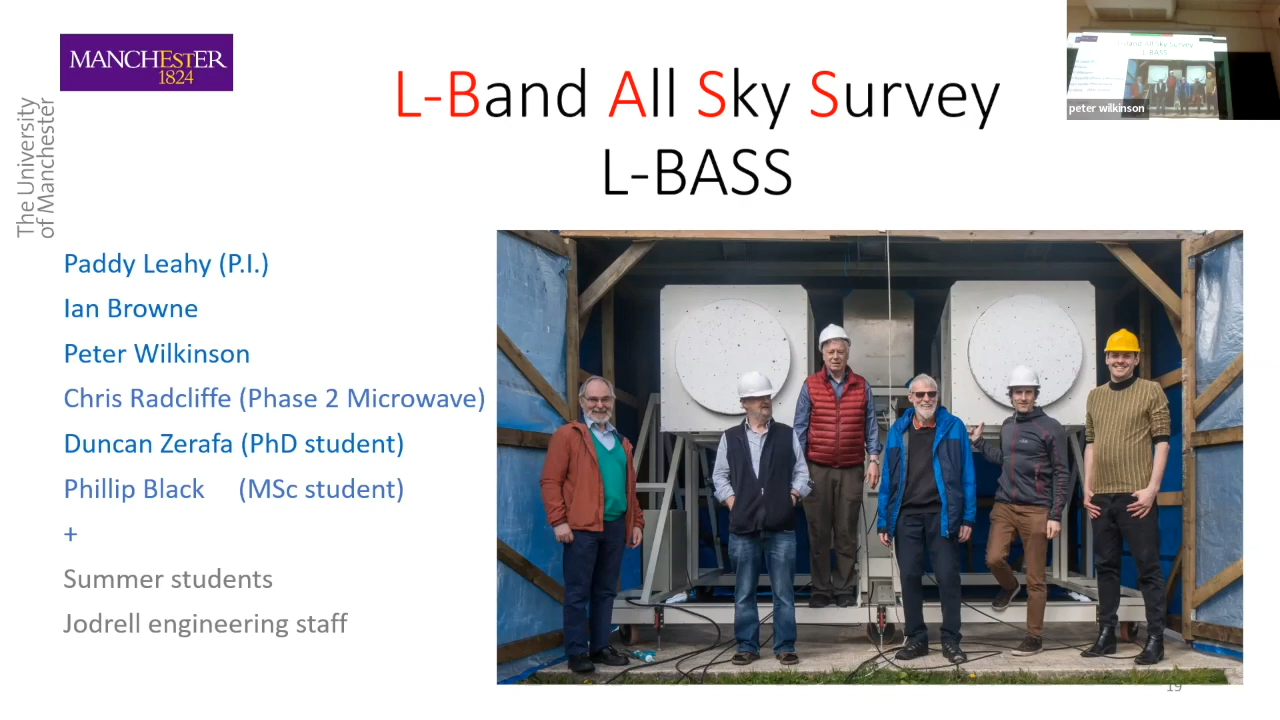 MANCHESTER
1824
The University
of Manchester
L-Band All Sky Survey
L-BASS
peter wilkinson
Paddy Leahy (P.I.)
Ian Browne
Peter Wilkinson
Chris Radcliffe (Phase 2 Microwave)
Duncan Zerafa (PhD student)
Phillip Black (MSc student)
+
Summer students
Jodrell engineering staff
19